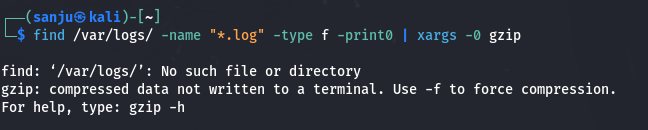 ┌──(sanju㉿kali)-[~]
└─$ find /var/logs/ -name "*.log" -type f -print0 | xargs -0 gzip
find: ‘/var/logs/’: No such file or directory
gzip: compressed data not written to a terminal. Use -f to force compression.
For help, type: gzip -h